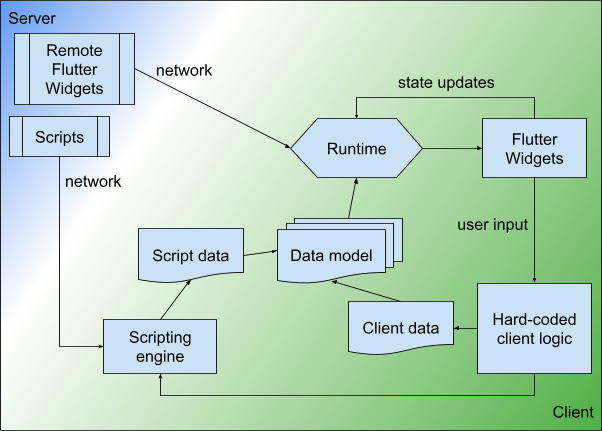 Server
Remote
Flutter
Widgets
network
state updates
Scripts
Runtime
Flutter
Widgets
network
user input
Script data
Data model
Client data
Hard-coded
client logic
Scripting
engine
Client